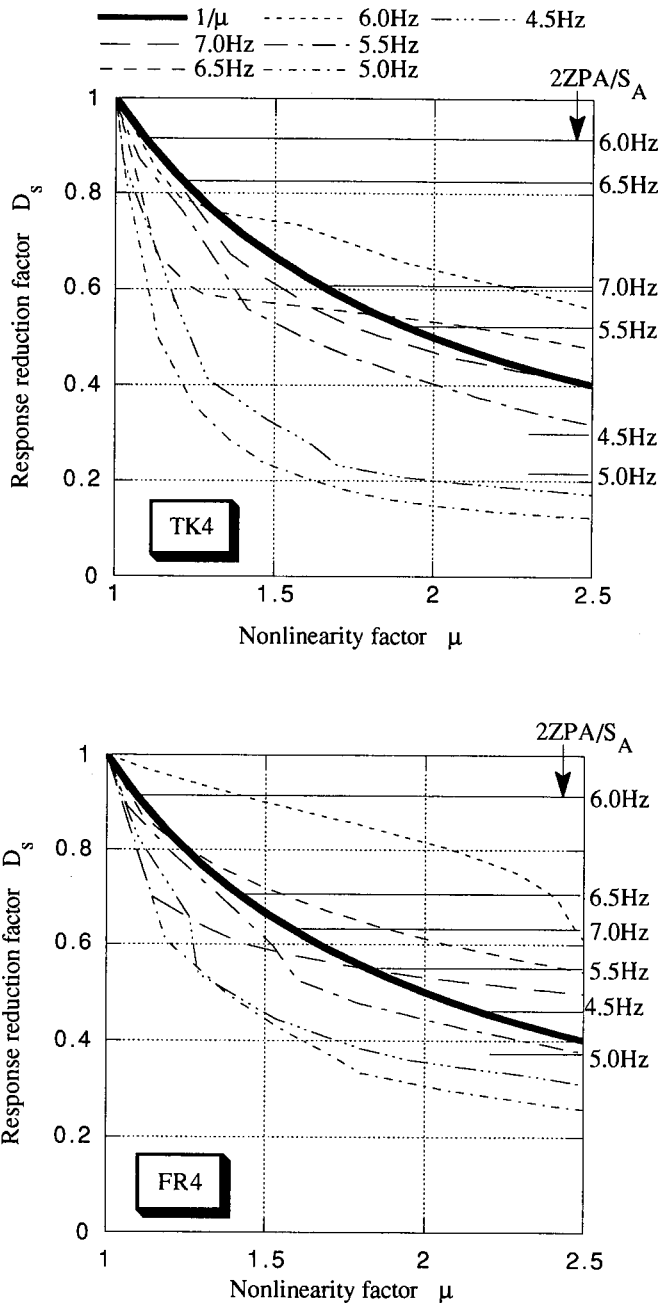 1/μ 6.0Hz 4.5Hz
7.0Hz 5.5Hz
6.5Hz 5.0Hz
2ZPA/S_A
1
6.0Hz
6.5Hz
0.8
7.0Hz
0.6
5.5Hz
0.4
4.5Hz
5.0Hz
0.2
TK4
0
1 1.5 2 2.5
Response reduction factor D_s
Nonlinearity factor μ
2ZPA/S_A
1
6.0Hz
0.8
6.5Hz
7.0Hz
0.6
5.5Hz
4.5Hz
0.4
5.0Hz
0.2
FR4
0
1 1.5 2 2.5
Response reduction factor D_s
Nonlinearity factor μ